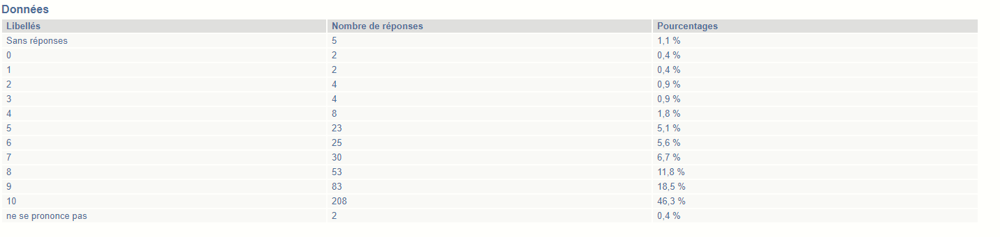 Données
Libellés Nombre de réponses Pourcentages
Sans réponses 5 1,1 %
0 2 0,4 %
1 2 0,4 %
2 4 0,9 %
3 4 0,9 %
4 8 1,8 %
5 23 5,1 %
6 25 5,6 %
7 30 6,7 %
8 53 11,8 %
9 83 18,5 %
10 208 46,3 %
ne se prononce pas 2 0,4 %